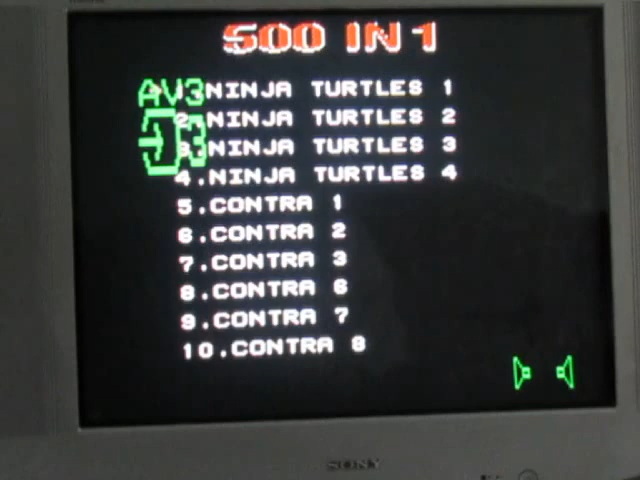 500 IN 1
AV3
1.NINJA TURTLES 1
2.NINJA TURTLES 2
3.NINJA TURTLES 3
4.NINJA TURTLES 4
5.CONTRA 1
6.CONTRA 2
7.CONTRA 3
8.CONTRA 6
9.CONTRA 7
10.CONTRA 8
SONY